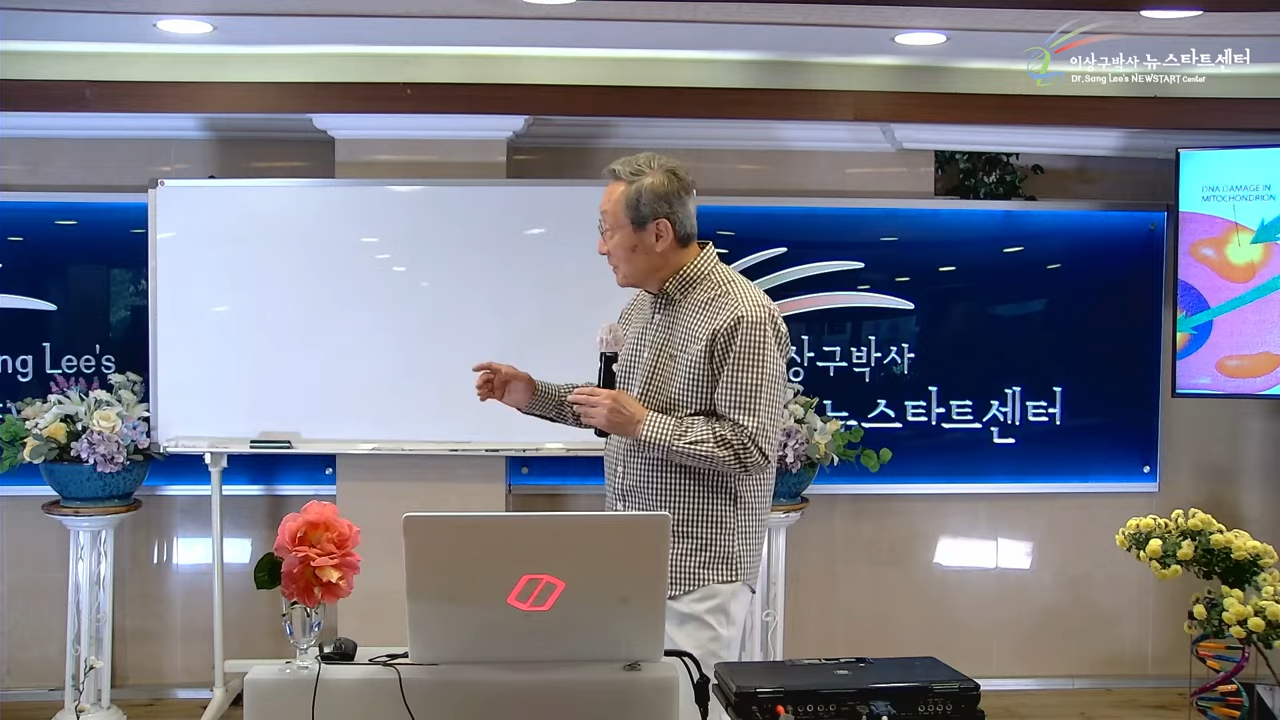 이상구박사 뉴스타트센터
Dr.Sang Lee's NEWSTART Center
DNA DAMAGE IN
MITOCHONDRION
ng Lee's
상구박사
뉴스타트센터